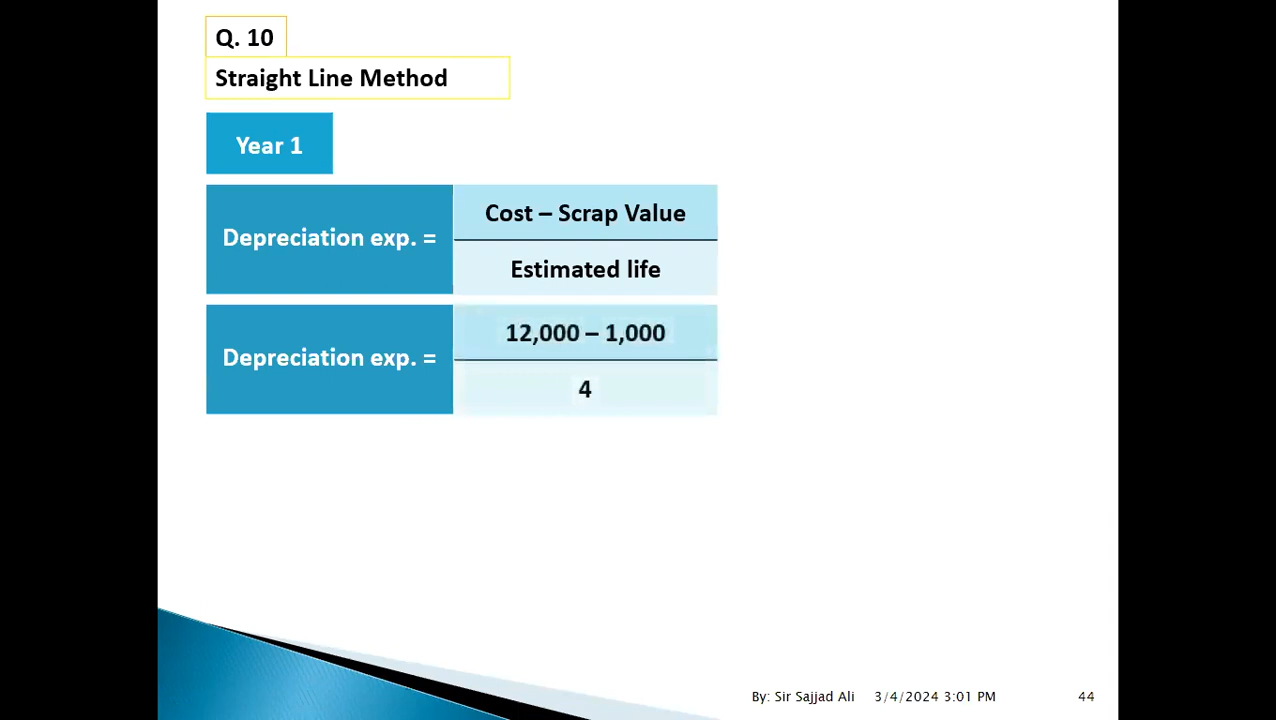 Q. 10
Straight Line Method
Year 1
Depreciation exp. =
Cost – Scrap Value
Estimated life
Depreciation exp. =
12,000 – 1,000
4
By: Sir Sajjad Ali 3/4/2024 3:01 PM 44